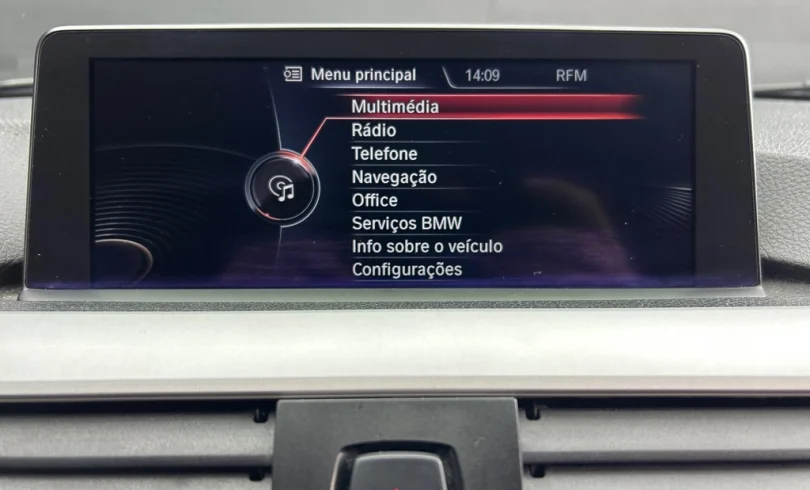 Menu principal 14:09 RFM
Multimédia
Rádio
Telefone
Navegação
Office
Serviços BMW
Info sobre o veículo
Configurações